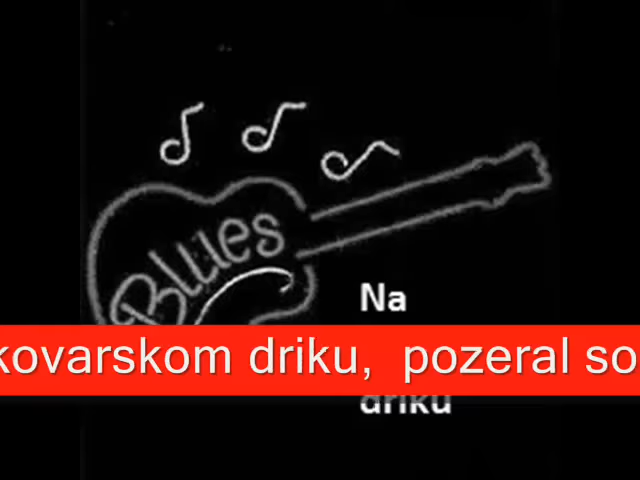 Blues
Na
kovarskom driku, pozeral so
driku